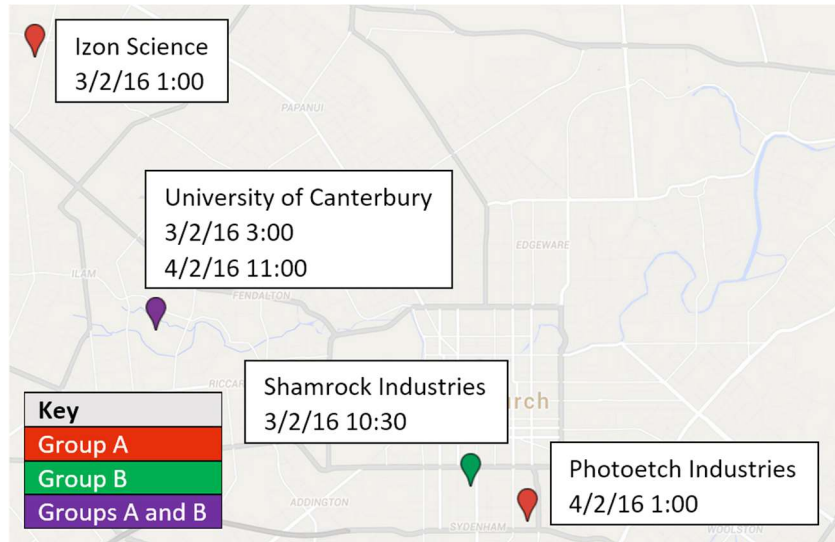 Izon Science
3/2/16 1:00
PAPANUI
University of Canterbury
3/2/16 3:00
4/2/16 11:00
EDGEWARE
ILAM
FENDALTON
RICCAR
Shamrock Industries
3/2/16 10:30
urch
Key
Group A
Group B
Groups A and B
Photoetch Industries
4/2/16 1:00
ADDINGTON
SYDENHAM
WOOLSTON